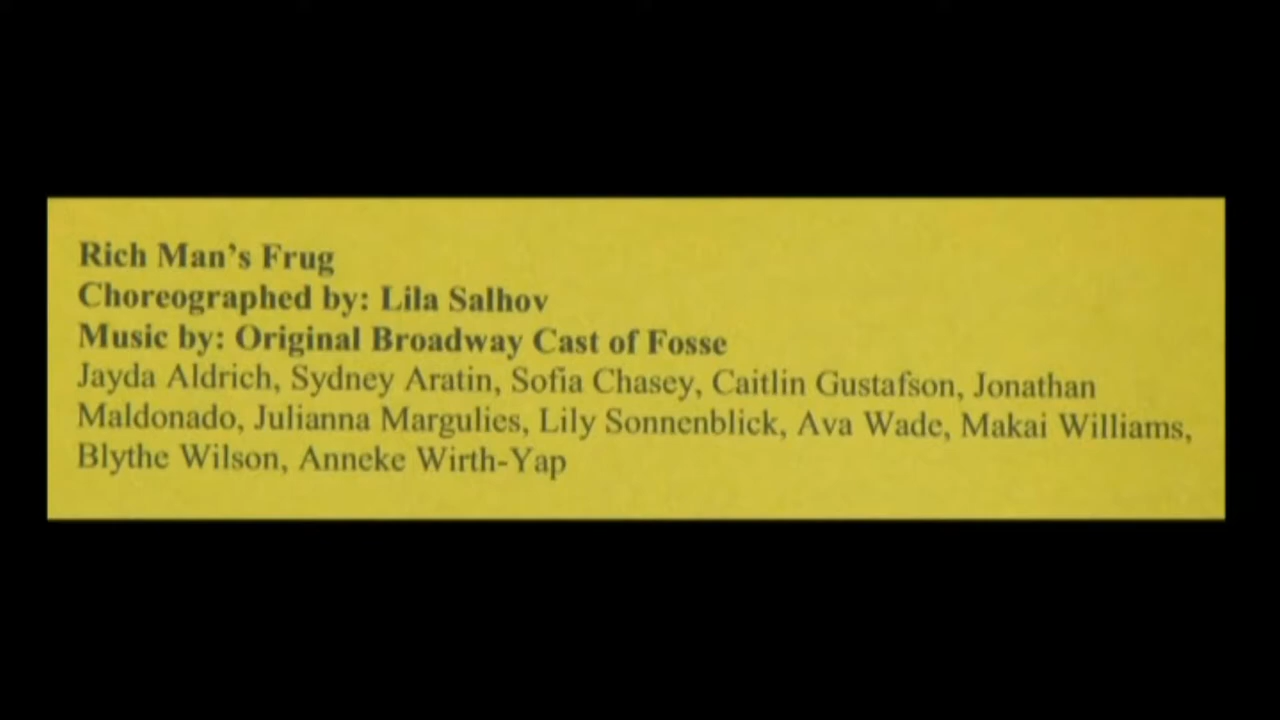 Rich Man's Frug
Choreographed by: Lila Salhov
Music by: Original Broadway Cast of Fosse
Jayda Aldrich, Sydney Aratin, Sofia Chasey, Caitlin Gustafson, Jonathan
Maldonado, Julianna Margulies, Lily Sonnenblick, Ava Wade, Makai Williams,
Blythe Wilson, Anneke Wirth-Yap